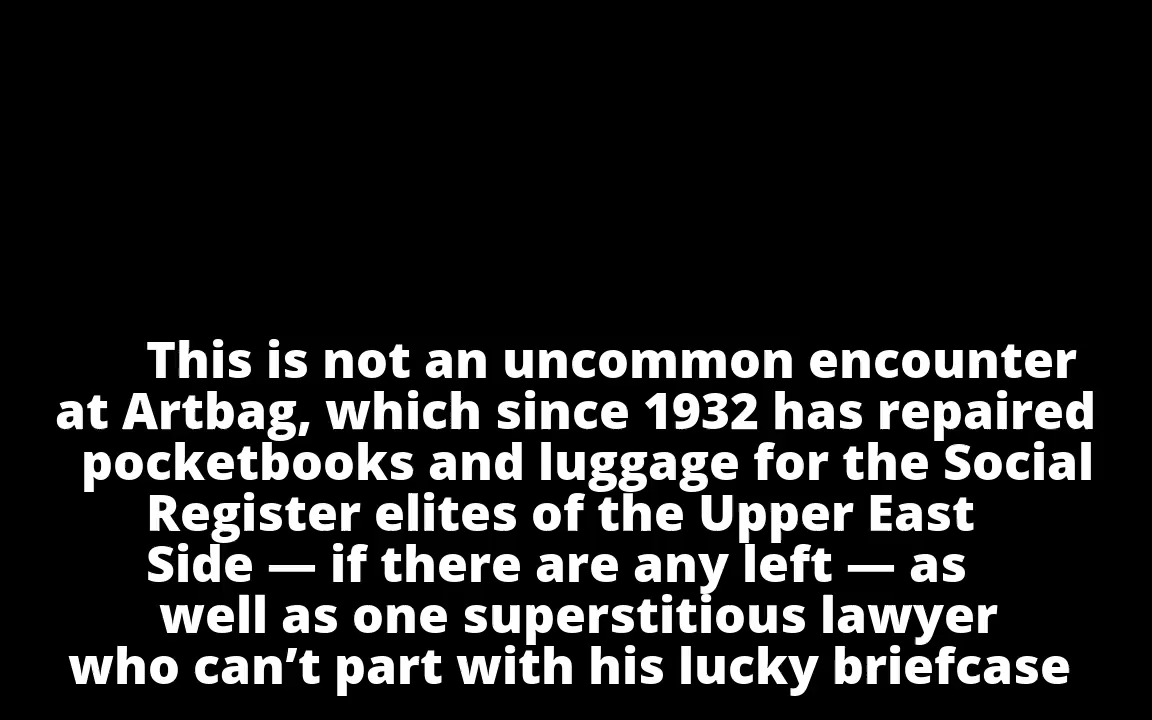 This is not an uncommon encounter
at Artbag, which since 1932 has repaired
pocketbooks and luggage for the Social
Register elites of the Upper East
Side — if there are any left — as
well as one superstitious lawyer
who can’t part with his lucky briefcase